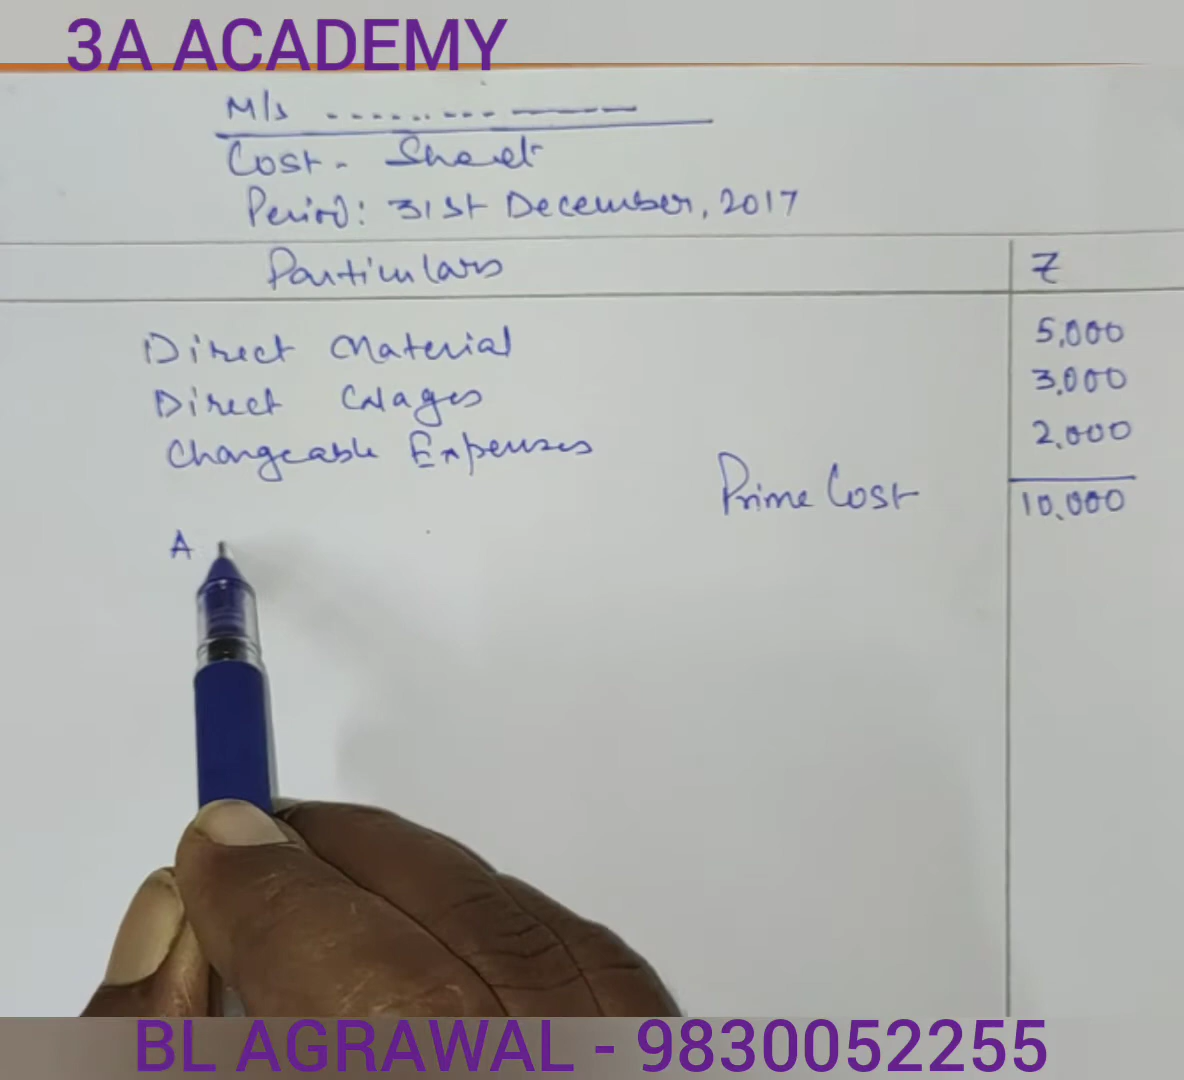 3A ACADEMY
M/s ..........
Cost - Sheet
Period: 31st December, 2017
Particulars ₹
Direct Material 5,000
Direct Wages 3,000
Chargeable Expenses 2,000
Prime Cost 10,000
A
BL AGRAWAL - 9830052255